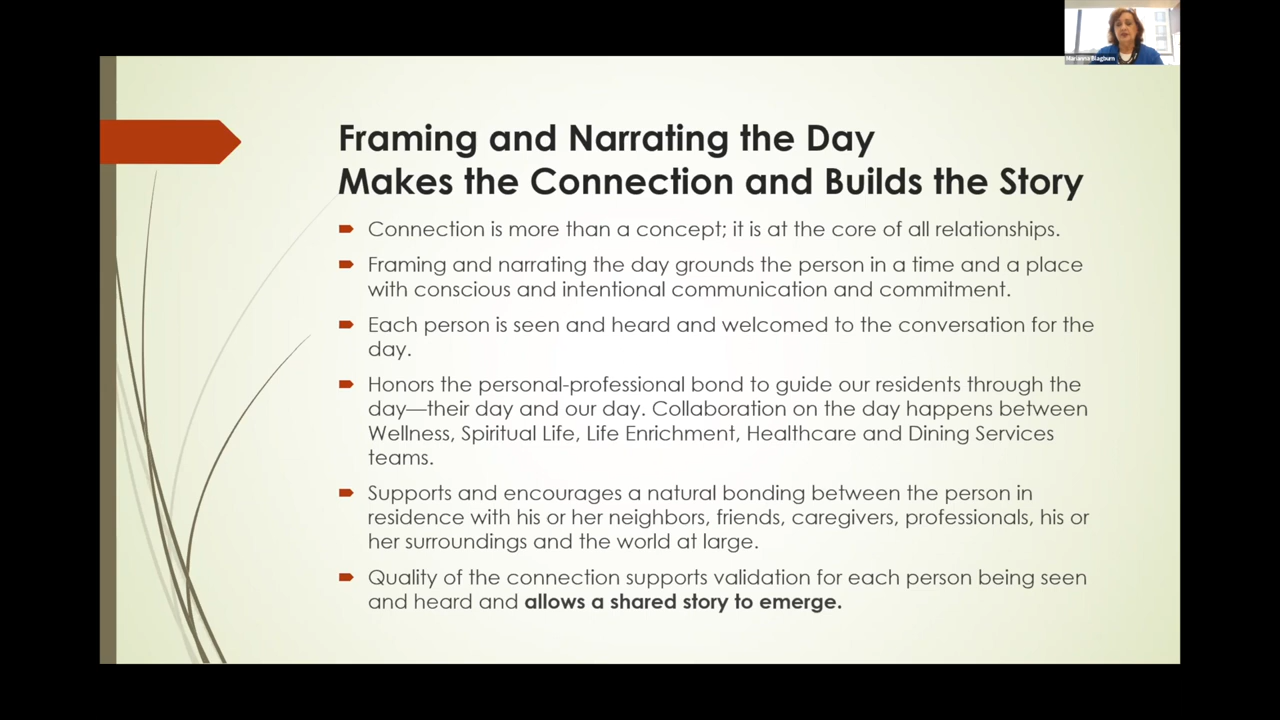 Marianna Blagburn
Framing and Narrating the Day
Makes the Connection and Builds the Story
Connection is more than a concept; it is at the core of all relationships.
Framing and narrating the day grounds the person in a time and a place
with conscious and intentional communication and commitment.
Each person is seen and heard and welcomed to the conversation for the
day.
Honors the personal-professional bond to guide our residents through the
day—their day and our day. Collaboration on the day happens between
Wellness, Spiritual Life, Life Enrichment, Healthcare and Dining Services
teams.
Supports and encourages a natural bonding between the person in
residence with his or her neighbors, friends, caregivers, professionals, his or
her surroundings and the world at large.
Quality of the connection supports validation for each person being seen
and heard and allows a shared story to emerge.